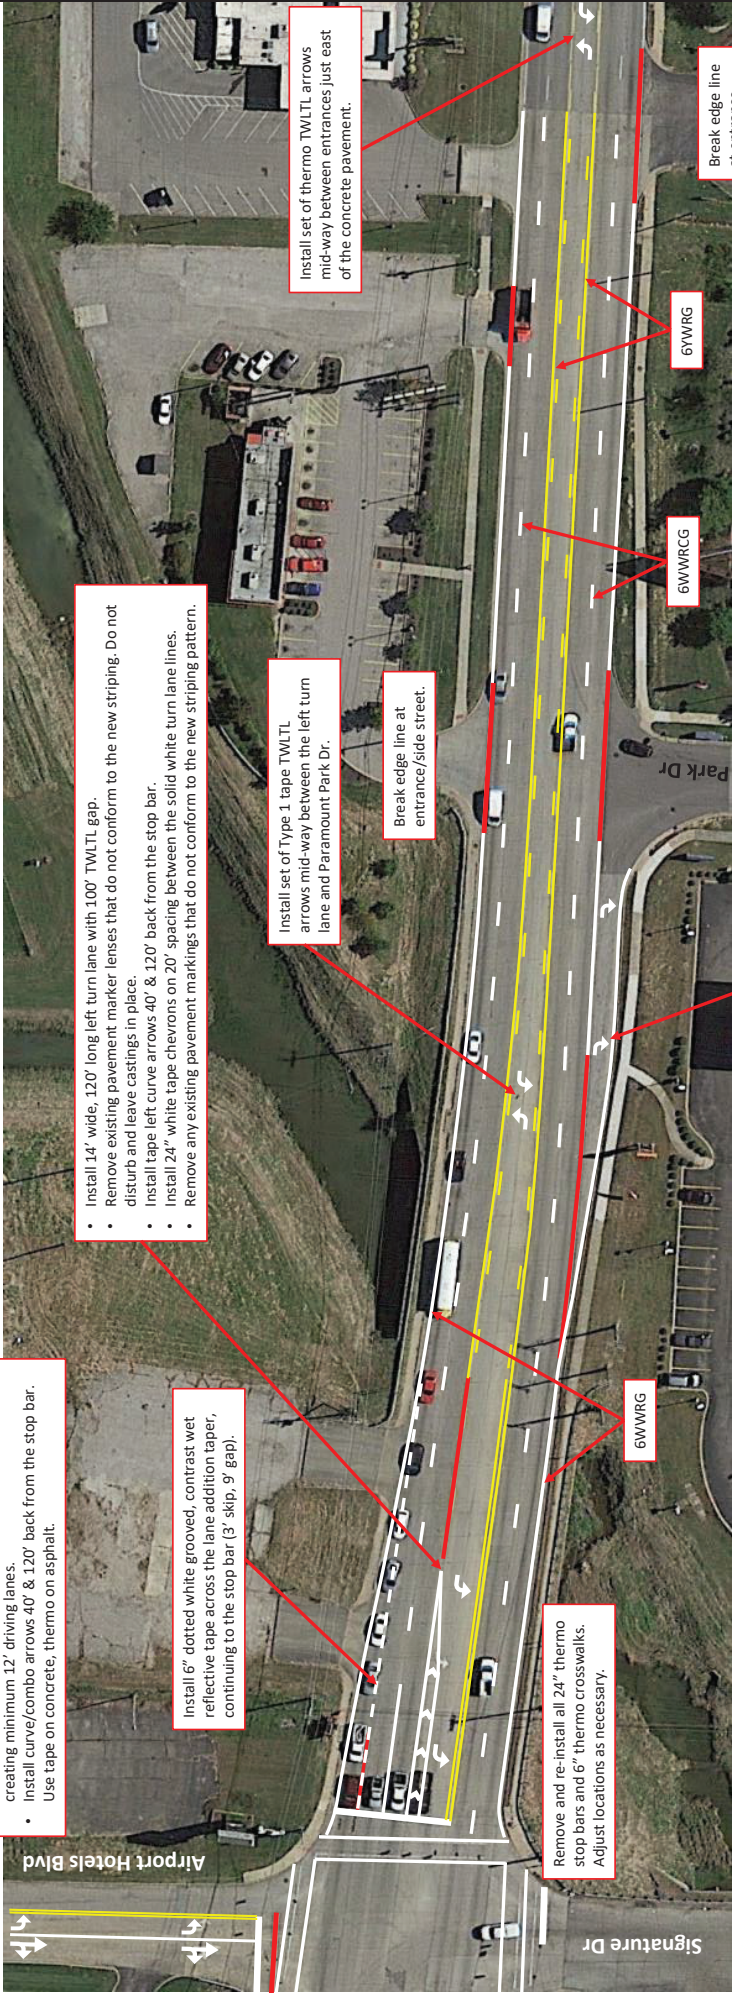 creating minimum 12’ driving lanes.
• Install curve/combo arrows 40’ & 120’ back from the stop bar.
Use tape on concrete, thermo on asphalt.
Airport Hotels Blvd
Signature Dr
Install 6” dotted white grooved, contrast wet
reflective tape across the lane addition taper,
continuing to the stop bar (3’ skip, 9’ gap).
Remove and re-install all 24” thermo
stop bars and 6” thermo crosswalks.
Adjust locations as necessary.
• Install 14’ wide, 120’ long left turn lane with 100’ TWLTL gap.
• Remove existing pavement marker lenses that do not conform to the new striping. Do not
disturb and leave castings in place.
• Install tape left curve arrows 40’ & 120’ back from the stop bar.
• Install 24” white tape chevrons on 20’ spacing between the solid white turn lane lines.
• Remove any existing pavement markings that do not conform to the new striping pattern.
6WWRG
Install set of Type 1 tape TWLTL
arrows mid-way between the left turn
lane and Paramount Park Dr.
Break edge line at
entrance/side street.
Park Dr
6WWRCG
6YWRG
Install set of thermo TWLTL arrows
mid-way between entrances just east
of the concrete pavement.
Break edge line